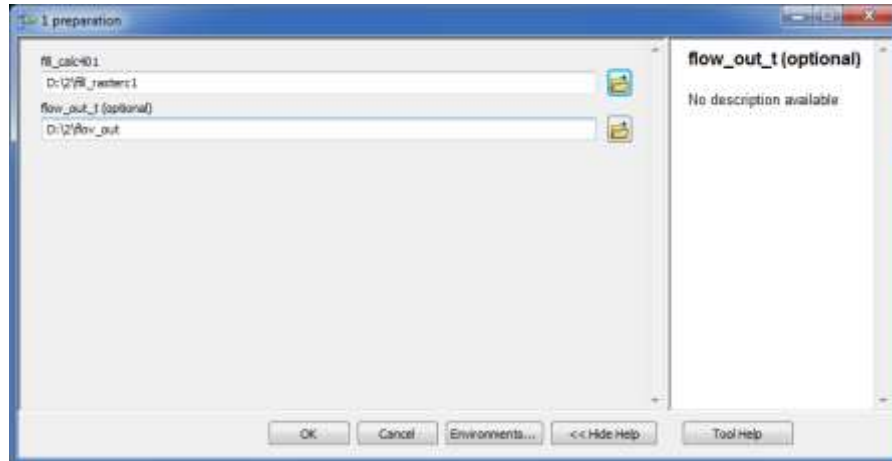 1 preparation
fill_calc401
D:\2\fill_rasterc1
flow_out_t (optional)
D:\2\flov_out
OK
Cancel
Environments...
<< Hide Help
flow_out_t (optional)
No description available
Tool Help